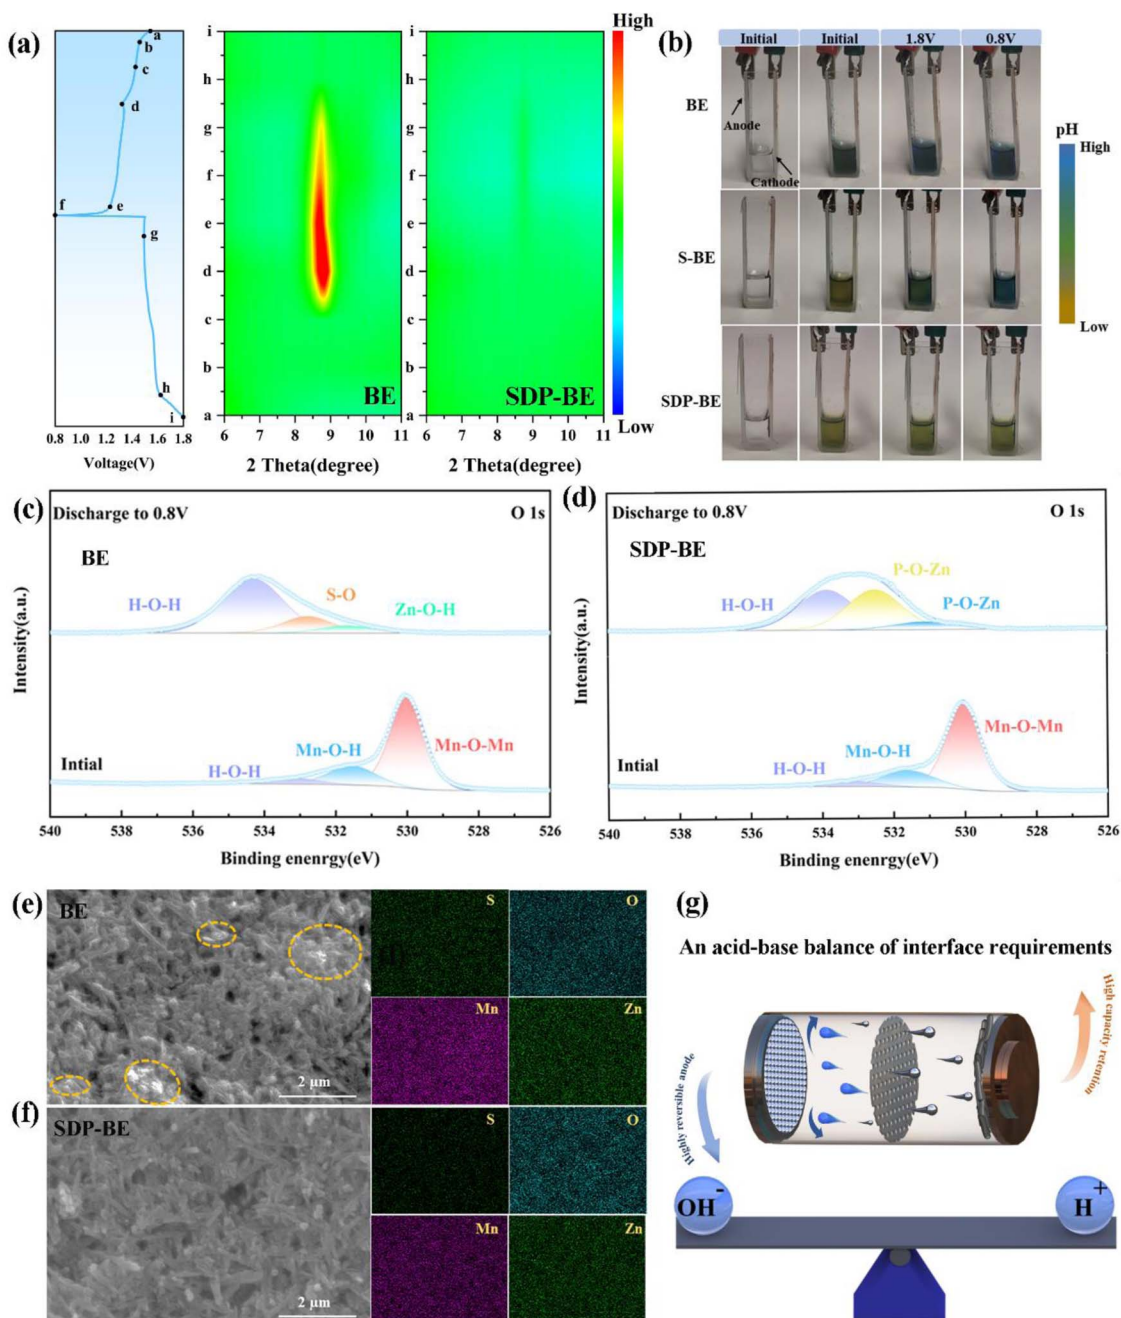 (a)
a
b
c
d
e
f
g
h
i
0.8 1.0 1.2 1.4 1.6 1.8
Voltage(V)
i
h
g
f
e
d
c
b
a
BE
6 7 8 9 10 11
2 Theta(degree)
i
h
g
f
e
d
c
b
a
SDP-BE
6 7 8 9 10 11
2 Theta(degree)
High
Low
(b)
Initial Initial 1.8V 0.8V
BE
Anode
Cathode
S-BE
SDP-BE
pH
High
Low
(c)
Discharge to 0.8V
O 1s
BE
H-O-H
S-O
Zn-O-H
Intensity(a.u.)
Mn-O-H
Mn-O-Mn
H-O-H
Intial
540 538 536 534 532 530 528 526
Binding enenrgy(eV)
(d)
Discharge to 0.8V
O 1s
SDP-BE
P-O-Zn
H-O-H
P-O-Zn
Intensity(a.u.)
Mn-O-H
Mn-O-Mn
H-O-H
Intial
540 538 536 534 532 530 528 526
Binding enenrgy(eV)
(e)
BE
2 μm
S
O
Mn
Zn
(f)
SDP-BE
2 μm
S
O
Mn
Zn
(g)
An acid-base balance of interface requirements
Highly reversible anode
High capacity retention
OH-
H+